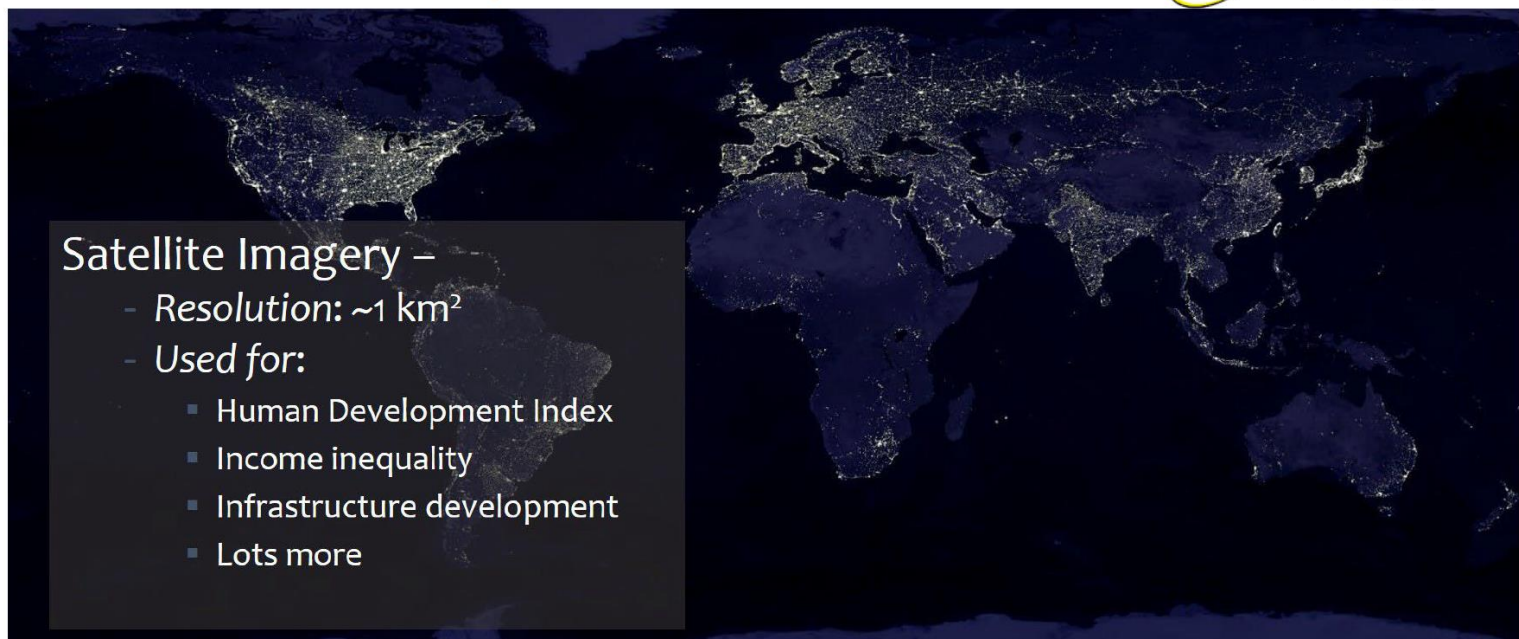 Satellite Imagery –
- Resolution: ~1 km²
- Used for:
▪ Human Development Index
▪ Income inequality
▪ Infrastructure development
▪ Lots more